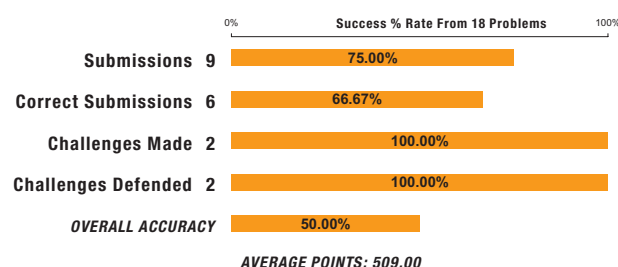 0% Success % Rate From 18 Problems 100%
Submissions 9 75.00%
Correct Submissions 6 66.67%
Challenges Made 2 100.00%
Challenges Defended 2 100.00%
OVERALL ACCURACY 50.00%
AVERAGE POINTS: 509.00